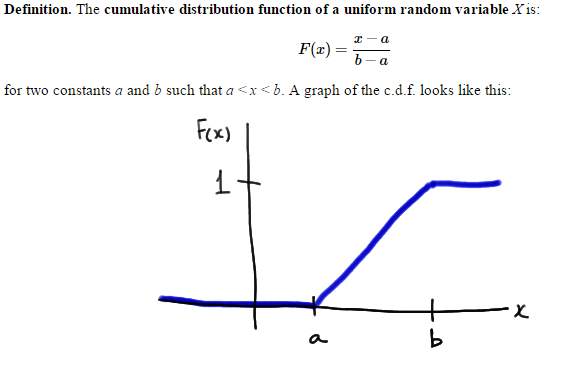 Definition. The cumulative distribution function of a uniform random variable X is:
F(x) = (x − a)/(b − a)
for two constants a and b such that a < x < b. A graph of the c.d.f. looks like this:
F(x)
1
x
a b